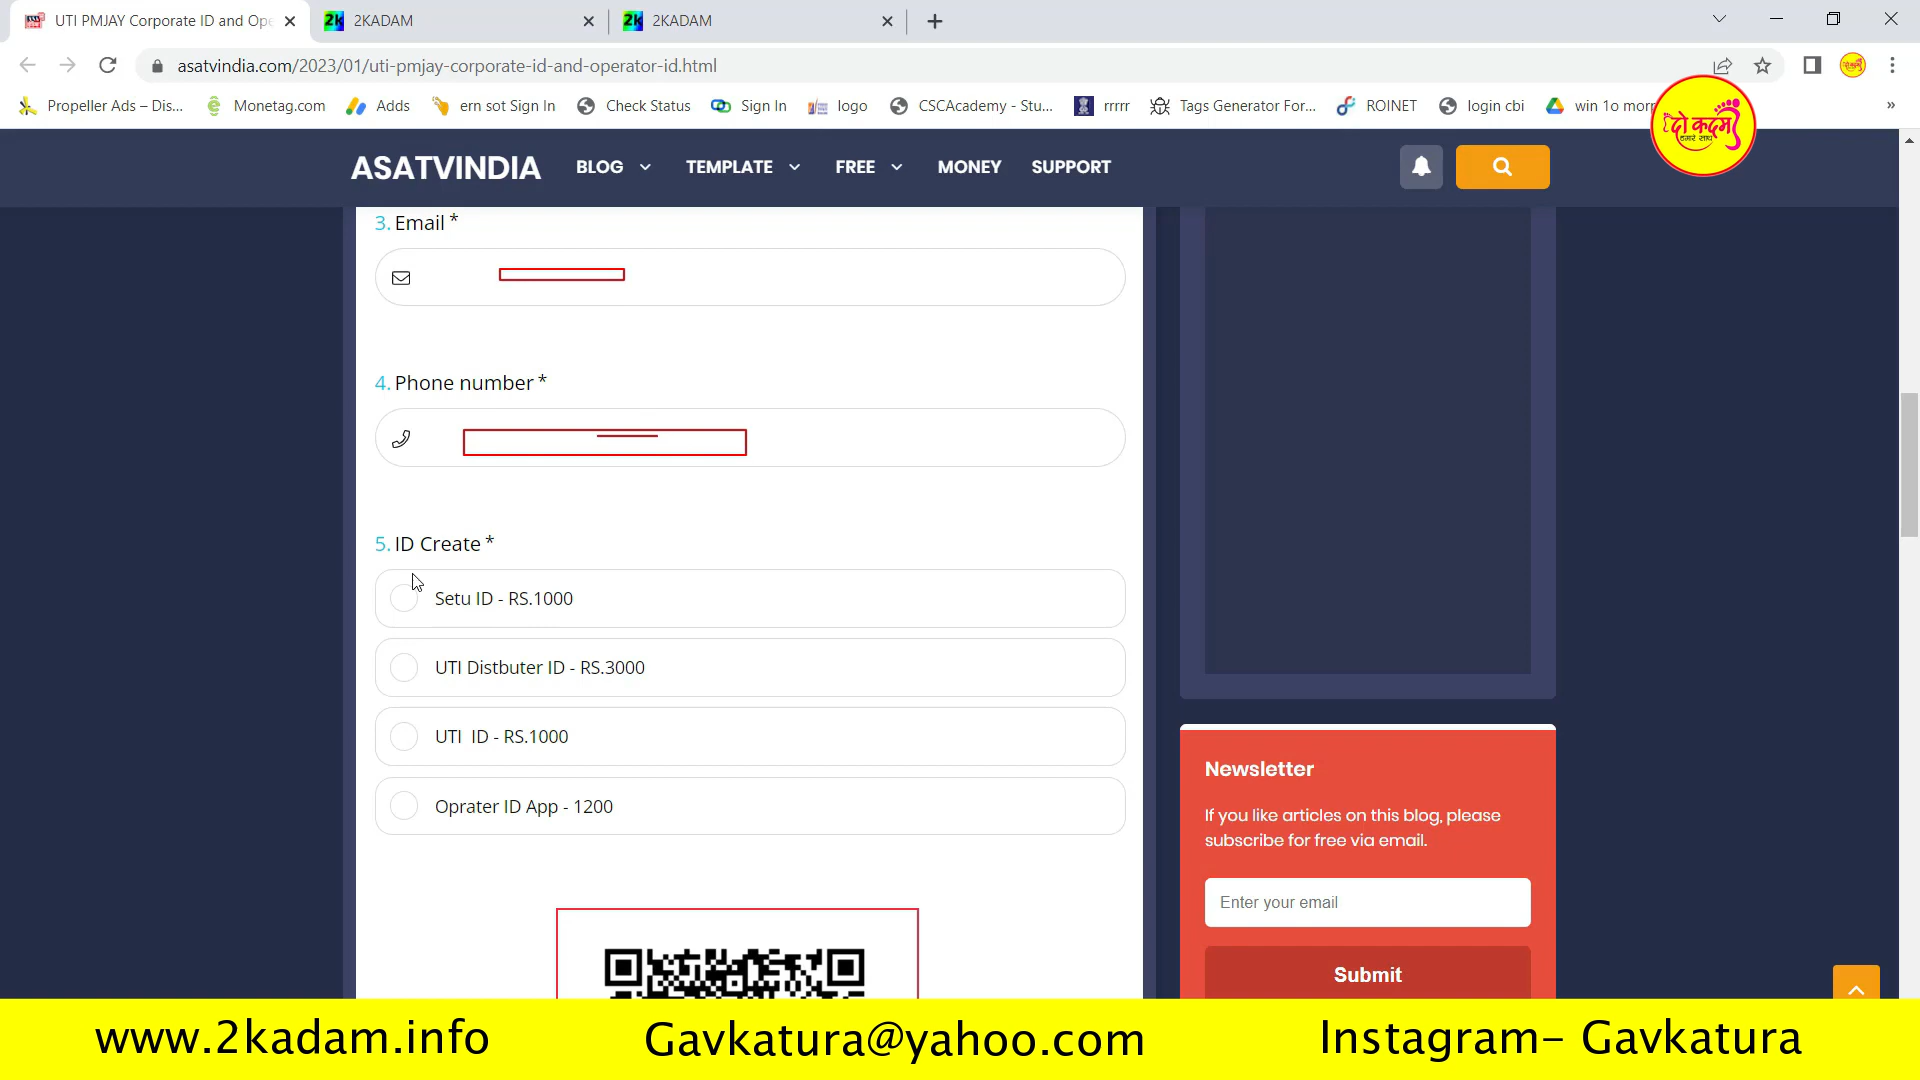 UTI PMJAY Corporate ID and Ope
2k 2KADAM
2k 2KADAM
asatvindia.com/2023/01/uti-pmjay-corporate-id-and-operator-id.html
Propeller Ads – Dis... Monetag.com Adds ern sot Sign In Check Status Sign In logo CSCAcademy - Stu... rrrrr Tags Generator For... ROINET login cbi win 1o morr
दो कदम
हमारे साथ
ASATVINDIA BLOG TEMPLATE FREE MONEY SUPPORT
3. Email *
4. Phone number *
5. ID Create *
Setu ID - RS.1000
UTI Distbuter ID - RS.3000
UTI  ID - RS.1000
Oprater ID App - 1200
Newsletter
If you like articles on this blog, please
subscribe for free via email.
Enter your email
Submit
www.2kadam.info Gavkatura@yahoo.com Instagram– Gavkatura